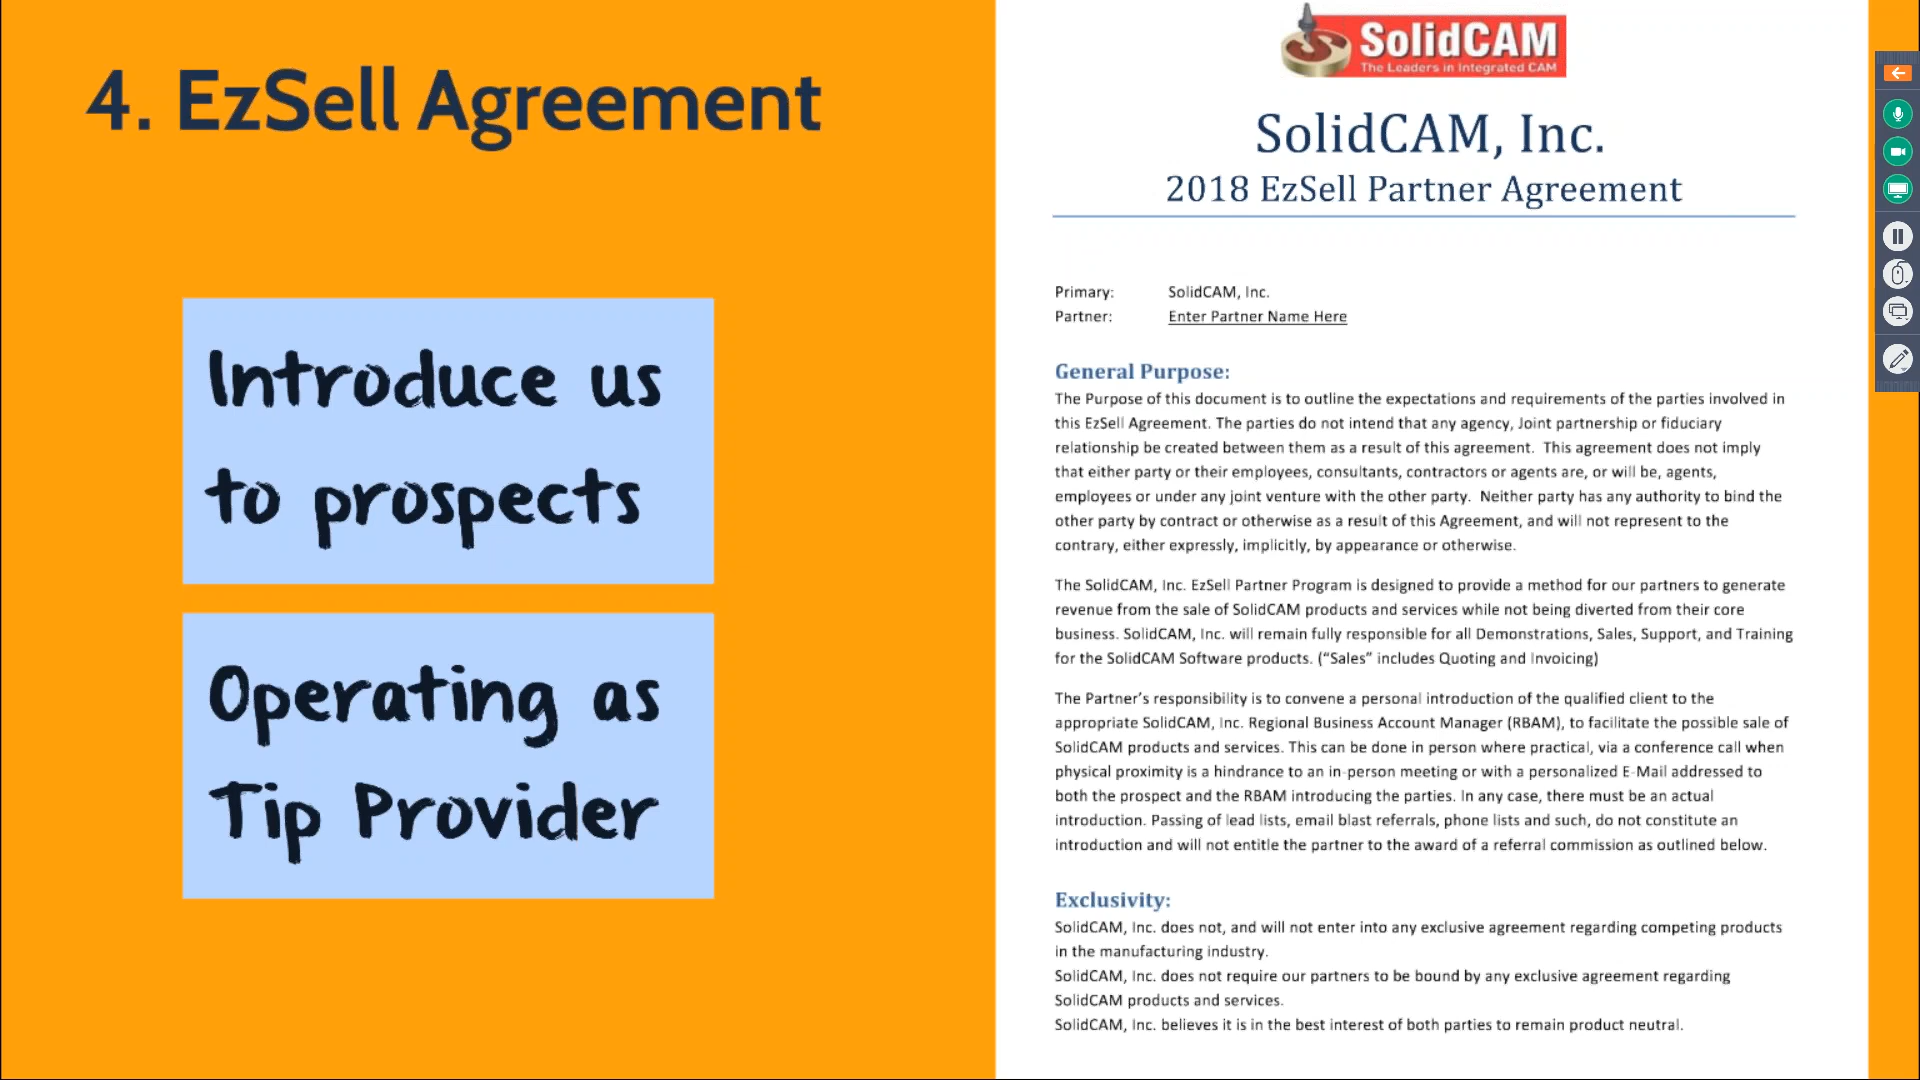 4. EzSell Agreement
Introduce us
to prospects
Operating as
Tip Provider
SolidCAM
The Leaders in Integrated CAM
SolidCAM, Inc.
2018 EzSell Partner Agreement
Primary: SolidCAM, Inc.
Partner: Enter Partner Name Here
General Purpose:
The Purpose of this document is to outline the expectations and requirements of the parties involved in
this EzSell Agreement. The parties do not intend that any agency, Joint partnership or fiduciary
relationship be created between them as a result of this agreement. This agreement does not imply
that either party or their employees, consultants, contractors or agents are, or will be, agents,
employees or under any joint venture with the other party. Neither party has any authority to bind the
other party by contract or otherwise as a result of this Agreement, and will not represent to the
contrary, either expressly, implicitly, by appearance or otherwise.
The SolidCAM, Inc. EzSell Partner Program is designed to provide a method for our partners to generate
revenue from the sale of SolidCAM products and services while not being diverted from their core
business. SolidCAM, Inc. will remain fully responsible for all Demonstrations, Sales, Support, and Training
for the SolidCAM Software products. (“Sales” includes Quoting and Invoicing)
The Partner’s responsibility is to convene a personal introduction of the qualified client to the
appropriate SolidCAM, Inc. Regional Business Account Manager (RBAM), to facilitate the possible sale of
SolidCAM products and services. This can be done in person where practical, via a conference call when
physical proximity is a hindrance to an in-person meeting or with a personalized E-Mail addressed to
both the prospect and the RBAM introducing the parties. In any case, there must be an actual
introduction. Passing of lead lists, email blast referrals, phone lists and such, do not constitute an
introduction and will not entitle the partner to the award of a referral commission as outlined below.
Exclusivity:
SolidCAM, Inc. does not, and will not enter into any exclusive agreement regarding competing products
in the manufacturing industry.
SolidCAM, Inc. does not require our partners to be bound by any exclusive agreement regarding
SolidCAM products and services.
SolidCAM, Inc. believes it is in the best interest of both parties to remain product neutral.